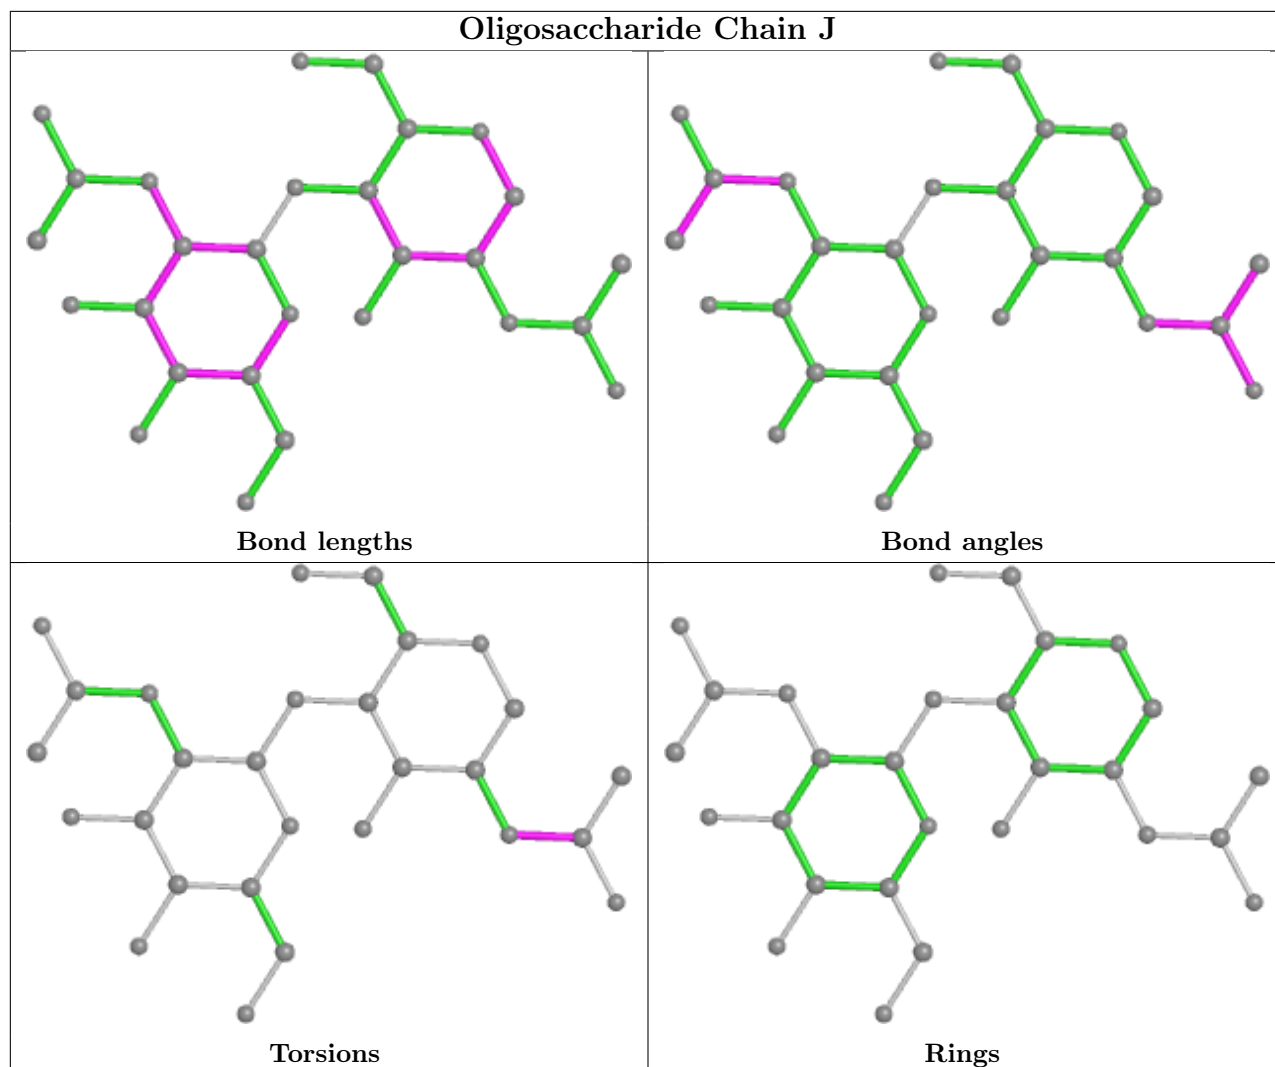 Oligosaccharide Chain J
Bond lengths
Bond angles
Torsions
Rings